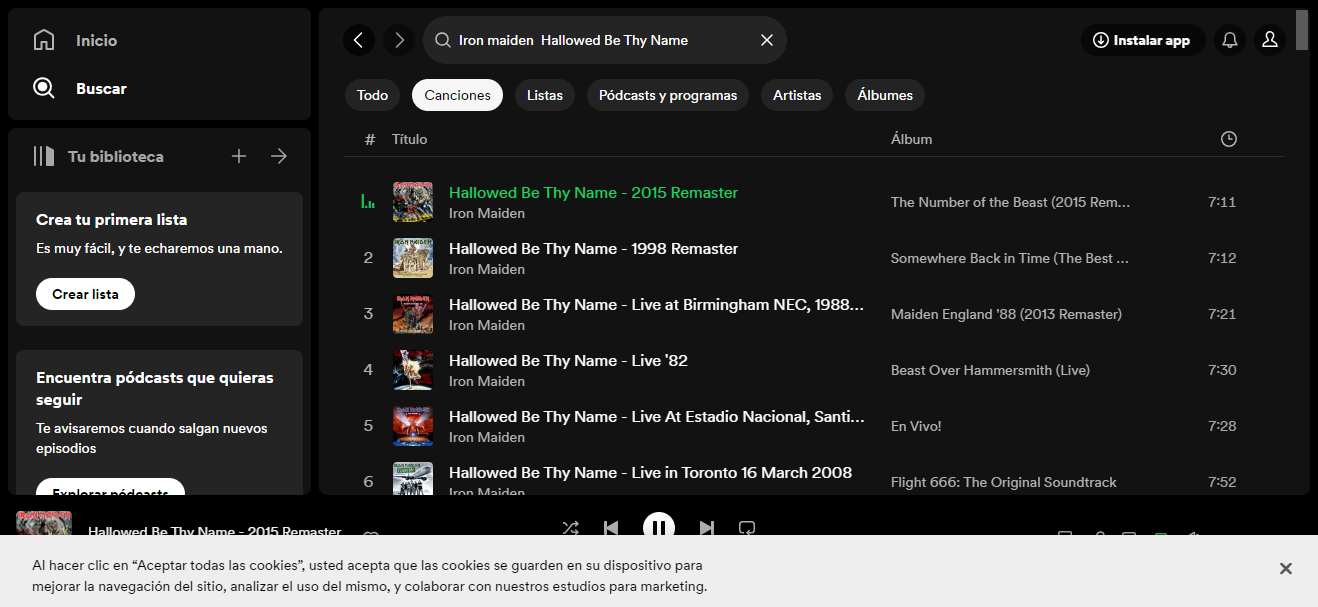 Inicio
Buscar
Tu biblioteca
Crea tu primera lista
Es muy fácil, y te echaremos una mano.
Crear lista
Encuentra pódcasts que quieras
seguir
Te avisaremos cuando salgan nuevos
episodios
Explorar pódcasts
Iron maiden Hallowed Be Thy Name
Instalar app
Todo Canciones Listas Pódcasts y programas Artistas Álbumes
# Título Álbum
Hallowed Be Thy Name - 2015 Remaster
Iron Maiden
The Number of the Beast (2015 Rem... 7:11
2 Hallowed Be Thy Name - 1998 Remaster
Iron Maiden
Somewhere Back in Time (The Best ... 7:12
3 Hallowed Be Thy Name - Live at Birmingham NEC, 1988...
Iron Maiden
Maiden England '88 (2013 Remaster) 7:21
4 Hallowed Be Thy Name - Live '82
Iron Maiden
Beast Over Hammersmith (Live) 7:30
5 Hallowed Be Thy Name - Live At Estadio Nacional, Santi...
Iron Maiden
En Vivo! 7:28
6 Hallowed Be Thy Name - Live in Toronto 16 March 2008
Iron Maiden
Flight 666: The Original Soundtrack 7:52
Hallowed Be Thy Name - 2015 Remaster
Al hacer clic en “Aceptar todas las cookies”, usted acepta que las cookies se guarden en su dispositivo para
mejorar la navegación del sitio, analizar el uso del mismo, y colaborar con nuestros estudios para marketing.